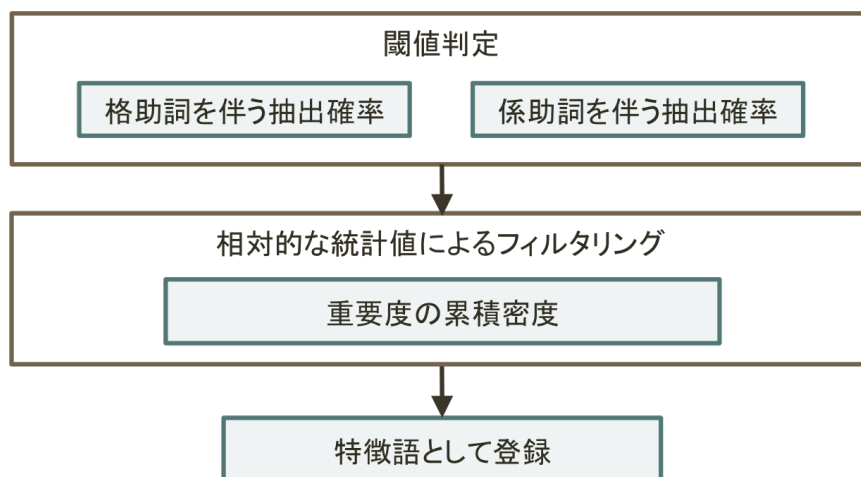 閾値判定
格助詞を伴う抽出確率
係助詞を伴う抽出確率
相対的な統計値によるフィルタリング
重要度の累積密度
特徴語として登録